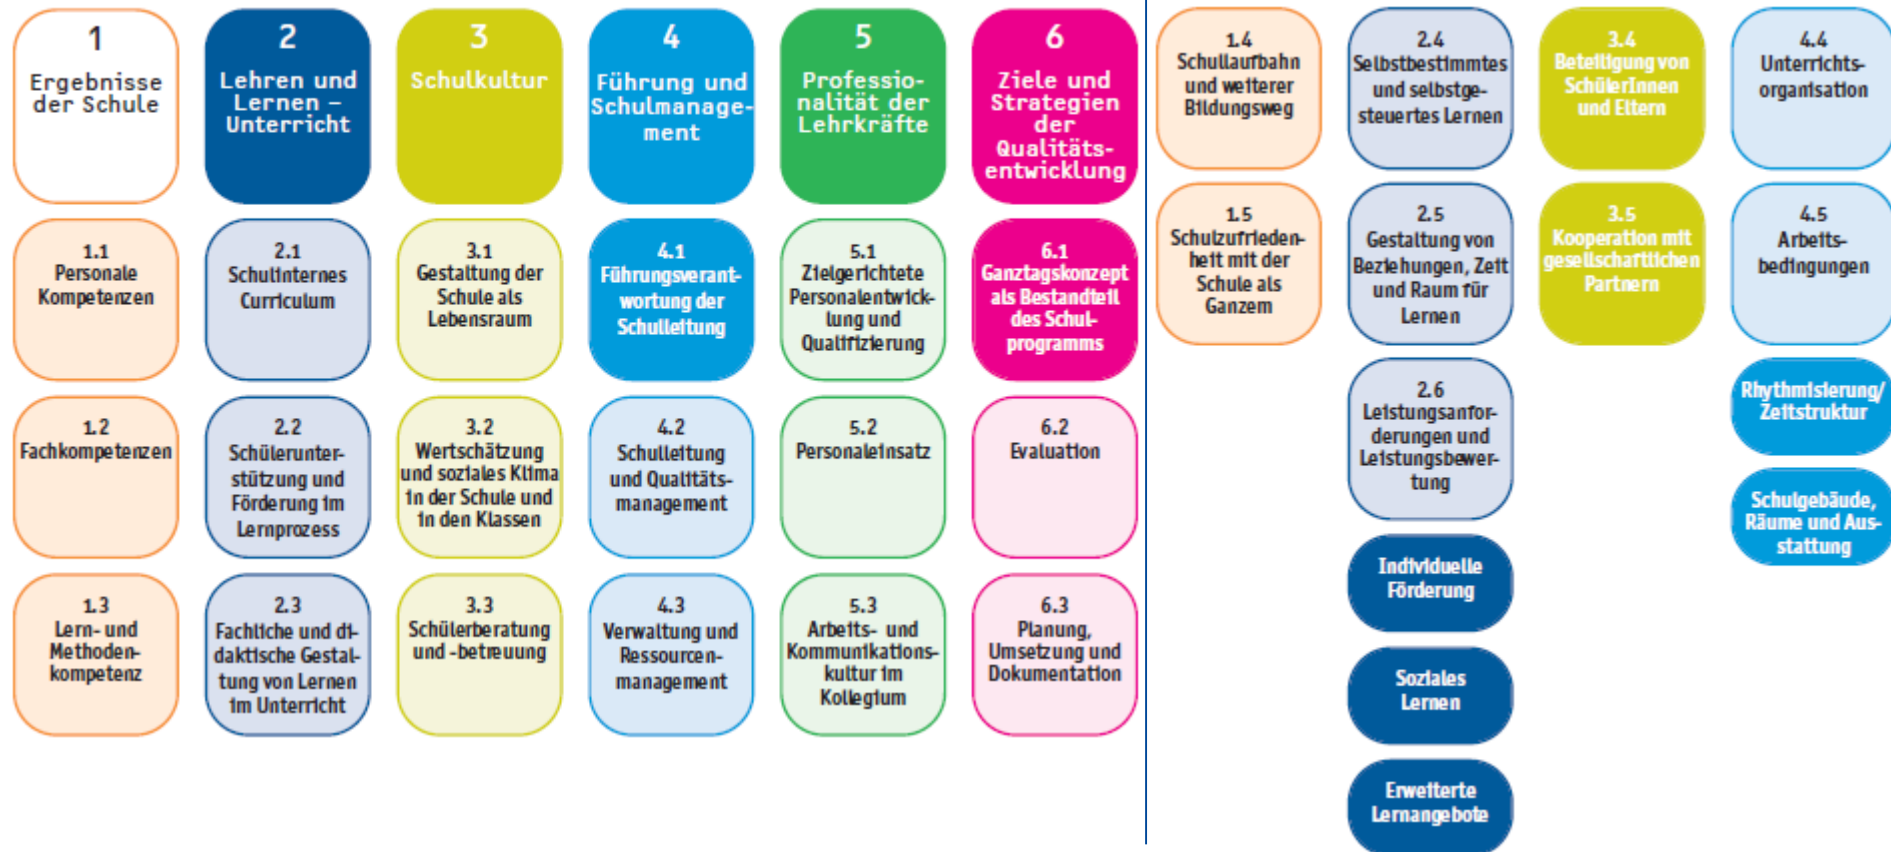 1
Ergebnisse
der Schule
2
Lehren und
Lernen –
Unterricht
3
Schulkultur
4
Führung und
Schulmanage-
ment
5
Professio-
nalität der
Lehrkräfte
6
Ziele und
Strategien
der
Qualitäts-
entwicklung
1.1
Personale
Kompetenzen
2.1
Schulinternes
Curriculum
3.1
Gestaltung der
Schule als
Lebensraum
4.1
Führungsverant-
wortung der
Schulleitung
5.1
Zielgerichtete
Personalentwick-
lung und
Qualifizierung
6.1
Ganztagskonzept
als Bestandteil
des Schul-
programms
1.2
Fachkompetenzen
2.2
Schülerunter-
stützung und
Förderung im
Lernprozess
3.2
Wertschätzung
und soziales Klima
in der Schule und
in den Klassen
4.2
Schulleitung
und Qualitäts-
management
5.2
Personaleinsatz
6.2
Evaluation
1.3
Lern- und
Methoden-
kompetenz
2.3
Fachliche und di-
daktische Gestal-
tung von Lernen
im Unterricht
3.3
Schülerberatung
und -betreuung
4.3
Verwaltung und
Ressourcen-
management
5.3
Arbeits- und
Kommunikations-
kultur im
Kollegium
6.3
Planung,
Umsetzung und
Dokumentation
1.4
Schullaufbahn
und weiterer
Bildungsweg
2.4
Selbstbestimmtes
und selbstge-
steuertes Lernen
3.4
Beteiligung von
SchülerInnen
und Eltern
4.4
Unterrichts-
organisation
1.5
Schulzufrieden-
heit mit der
Schule als
Ganzem
2.5
Gestaltung von
Beziehungen, Zeit
und Raum für
Lernen
3.5
Kooperation mit
gesellschaftlichen
Partnern
4.5
Arbeits-
bedingungen
2.6
Leistungsanfor-
derungen und
Leistungsbewer-
tung
Rhythmisierung/
Zeitstruktur
Schulgebäude,
Räume und Aus-
stattung
Individuelle
Förderung
Soziales
Lernen
Erweiterte
Lernangebote